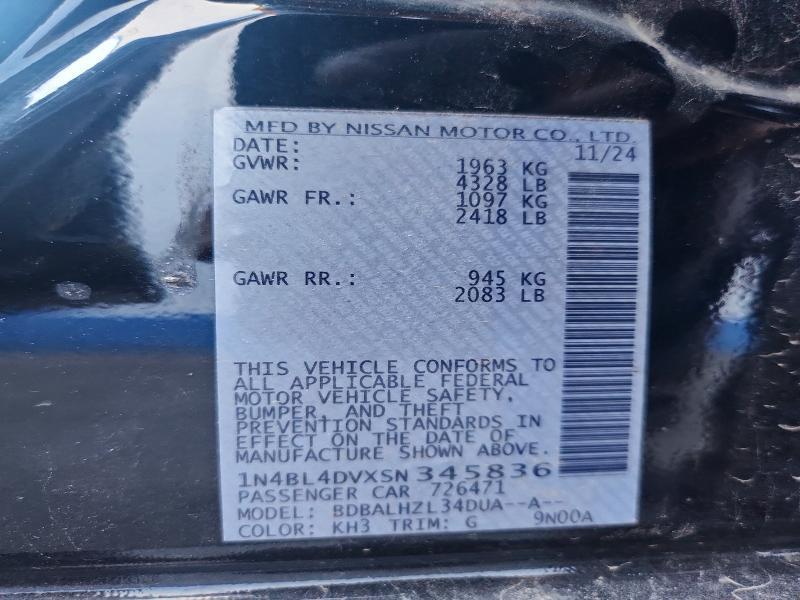 MFD BY NISSAN MOTOR CO., LTD.
DATE: 11/24
GVWR: 1963 KG
4328 LB
GAWR FR.: 1097 KG
2418 LB
GAWR RR.: 945 KG
2083 LB
THIS VEHICLE CONFORMS TO
ALL APPLICABLE FEDERAL
MOTOR VEHICLE SAFETY,
BUMPER, AND THEFT
PREVENTION STANDARDS IN
EFFECT ON THE DATE OF
MANUFACTURE SHOWN ABOVE.
1N4BL4DVXSN 345836
PASSENGER CAR 726471
MODEL: BDBALHZL34DUA--A--
COLOR: KH3 TRIM: G 9N00A